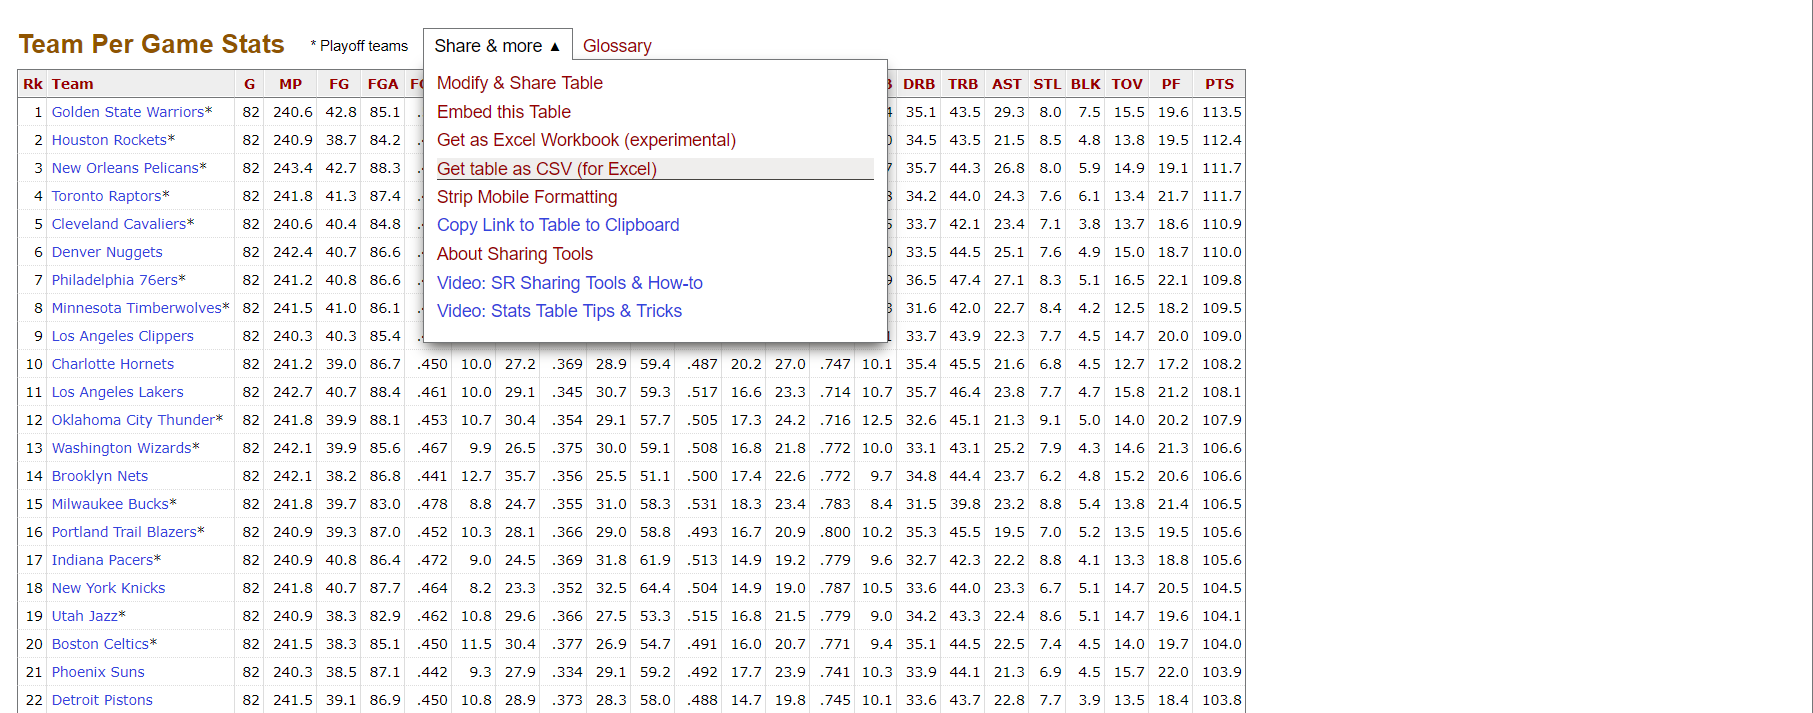 Team Per Game Stats * Playoff teams Share & more ▲ Glossary
Rk Team G MP FG FGA DRB TRB AST STL BLK TOV PF PTS
Modify & Share Table
Embed this Table
Get as Excel Workbook (experimental)
Get table as CSV (for Excel)
Strip Mobile Formatting
Copy Link to Table to Clipboard
About Sharing Tools
Video: SR Sharing Tools & How-to
Video: Stats Table Tips & Tricks
1 Golden State Warriors* 82 240.6 42.8 85.1 35.1 43.5 29.3 8.0 7.5 15.5 19.6 113.5
2 Houston Rockets* 82 240.9 38.7 84.2 34.5 43.5 21.5 8.5 4.8 13.8 19.5 112.4
3 New Orleans Pelicans* 82 243.4 42.7 88.3 35.7 44.3 26.8 8.0 5.9 14.9 19.1 111.7
4 Toronto Raptors* 82 241.8 41.3 87.4 34.2 44.0 24.3 7.6 6.1 13.4 21.7 111.7
5 Cleveland Cavaliers* 82 240.6 40.4 84.8 33.7 42.1 23.4 7.1 3.8 13.7 18.6 110.9
6 Denver Nuggets 82 242.4 40.7 86.6 33.5 44.5 25.1 7.6 4.9 15.0 18.7 110.0
7 Philadelphia 76ers* 82 241.2 40.8 86.6 36.5 47.4 27.1 8.3 5.1 16.5 22.1 109.8
8 Minnesota Timberwolves* 82 241.5 41.0 86.1 31.6 42.0 22.7 8.4 4.2 12.5 18.2 109.5
9 Los Angeles Clippers 82 240.3 40.3 85.4 33.7 43.9 22.3 7.7 4.5 14.7 20.0 109.0
10 Charlotte Hornets 82 241.2 39.0 86.7 .450 10.0 27.2 .369 28.9 59.4 .487 20.2 27.0 .747 10.1 35.4 45.5 21.6 6.8 4.5 12.7 17.2 108.2
11 Los Angeles Lakers 82 242.7 40.7 88.4 .461 10.0 29.1 .345 30.7 59.3 .517 16.6 23.3 .714 10.7 35.7 46.4 23.8 7.7 4.7 15.8 21.2 108.1
12 Oklahoma City Thunder* 82 241.8 39.9 88.1 .453 10.7 30.4 .354 29.1 57.7 .505 17.3 24.2 .716 12.5 32.6 45.1 21.3 9.1 5.0 14.0 20.2 107.9
13 Washington Wizards* 82 242.1 39.9 85.6 .467 9.9 26.5 .375 30.0 59.1 .508 16.8 21.8 .772 10.0 33.1 43.1 25.2 7.9 4.3 14.6 21.3 106.6
14 Brooklyn Nets 82 242.1 38.2 86.8 .441 12.7 35.7 .356 25.5 51.1 .500 17.4 22.6 .772 9.7 34.8 44.4 23.7 6.2 4.8 15.2 20.6 106.6
15 Milwaukee Bucks* 82 241.8 39.7 83.0 .478 8.8 24.7 .355 31.0 58.3 .531 18.3 23.4 .783 8.4 31.5 39.8 23.2 8.8 5.4 13.8 21.4 106.5
16 Portland Trail Blazers* 82 240.9 39.3 87.0 .452 10.3 28.1 .366 29.0 58.8 .493 16.7 20.9 .800 10.2 35.3 45.5 19.5 7.0 5.2 13.5 19.5 105.6
17 Indiana Pacers* 82 240.9 40.8 86.4 .472 9.0 24.5 .369 31.8 61.9 .513 14.9 19.2 .779 9.6 32.7 42.3 22.2 8.8 4.1 13.3 18.8 105.6
18 New York Knicks 82 241.8 40.7 87.7 .464 8.2 23.3 .352 32.5 64.4 .504 14.9 19.0 .787 10.5 33.6 44.0 23.3 6.7 5.1 14.7 20.5 104.5
19 Utah Jazz* 82 240.9 38.3 82.9 .462 10.8 29.6 .366 27.5 53.3 .515 16.8 21.5 .779 9.0 34.2 43.3 22.4 8.6 5.1 14.7 19.6 104.1
20 Boston Celtics* 82 241.5 38.3 85.1 .450 11.5 30.4 .377 26.9 54.7 .491 16.0 20.7 .771 9.4 35.1 44.5 22.5 7.4 4.5 14.0 19.7 104.0
21 Phoenix Suns 82 240.3 38.5 87.1 .442 9.3 27.9 .334 29.1 59.2 .492 17.7 23.9 .741 10.3 33.9 44.1 21.3 6.9 4.5 15.7 22.0 103.9
22 Detroit Pistons 82 241.5 39.1 86.9 .450 10.8 28.9 .373 28.3 58.0 .488 14.7 19.8 .745 10.1 33.6 43.7 22.8 7.7 3.9 13.5 18.4 103.8